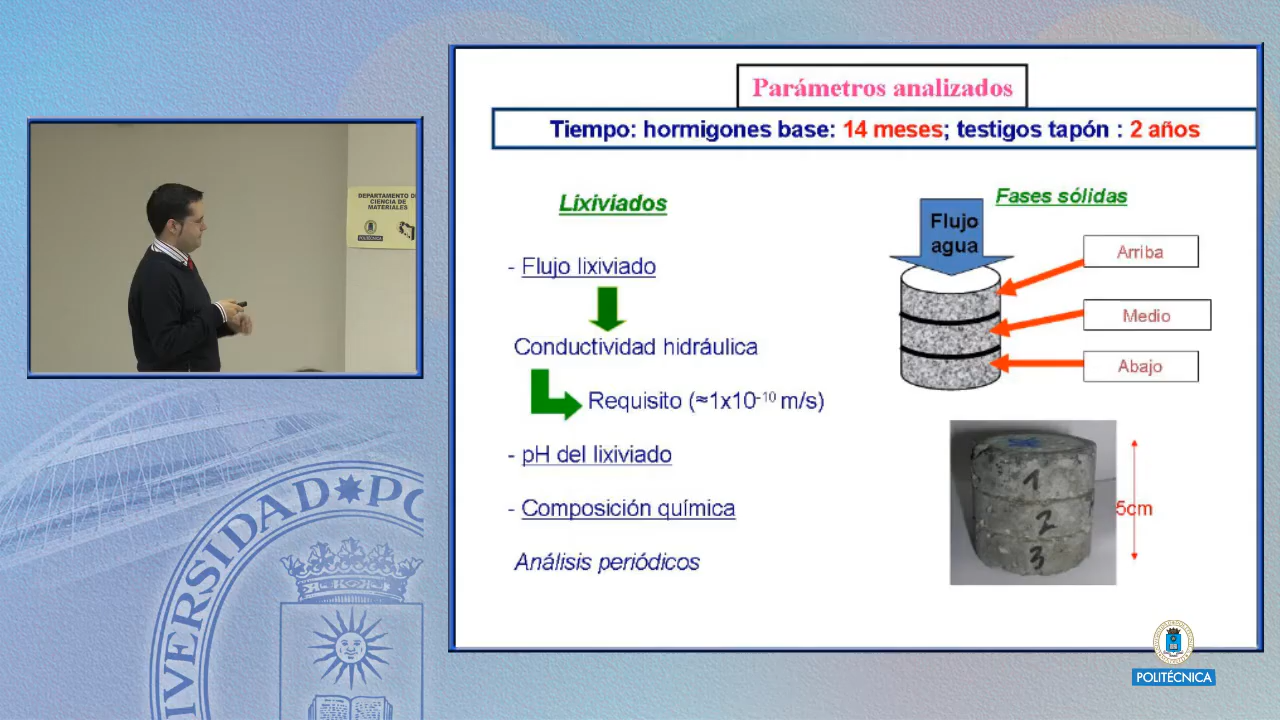 Parámetros analizados
Tiempo: hormigones base: 14 meses; testigos tapón : 2 años
Lixiviados
- Flujo lixiviado
Conductividad hidráulica
Requisito (≈1x10⁻¹⁰ m/s)
- pH del lixiviado
- Composición química
Análisis periódicos
Fases sólidas
Flujo
agua
Arriba
Medio
Abajo
1
2
3
5cm
DEPARTAMENTO DE
CIENCIA DE
MATERIALES
POLITÉCNICA
UNIVERSIDAD PO
POLITÉCNICA